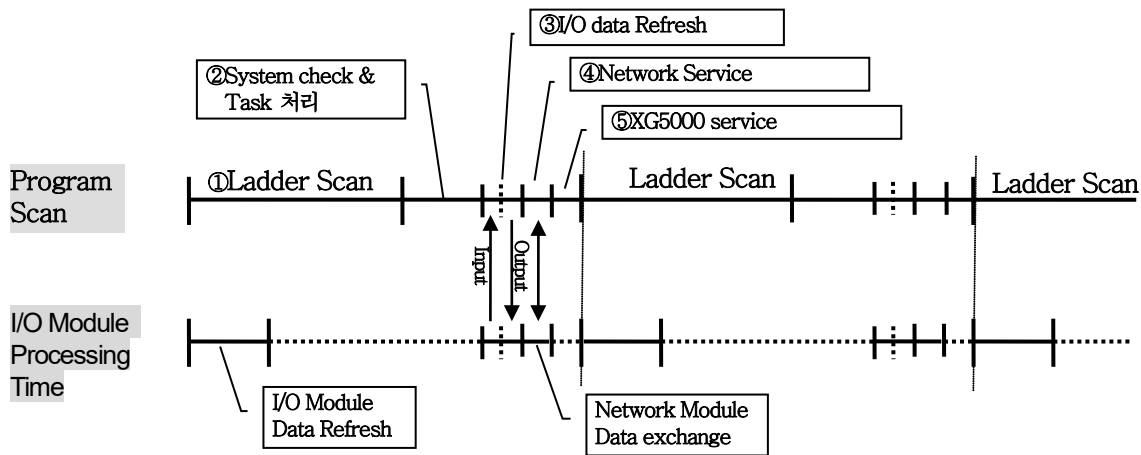 ③I/O data Refresh
②System check &
Task 처리
④Network Service
⑤XG5000 service
Program
Scan
①Ladder Scan
Ladder Scan
Ladder Scan
Input
Output
I/O Module
Processing
Time
I/O Module
Data Refresh
Network Module
Data exchange